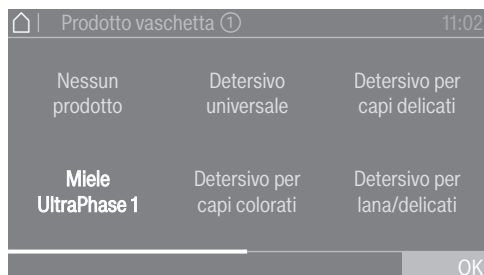 Prodotto vaschetta ① 11:02
Nessun Detersivo Detersivo per
prodotto universale capi delicati
Miele Detersivo per Detersivo per
UltraPhase 1 capi colorati lana/delicati
OK